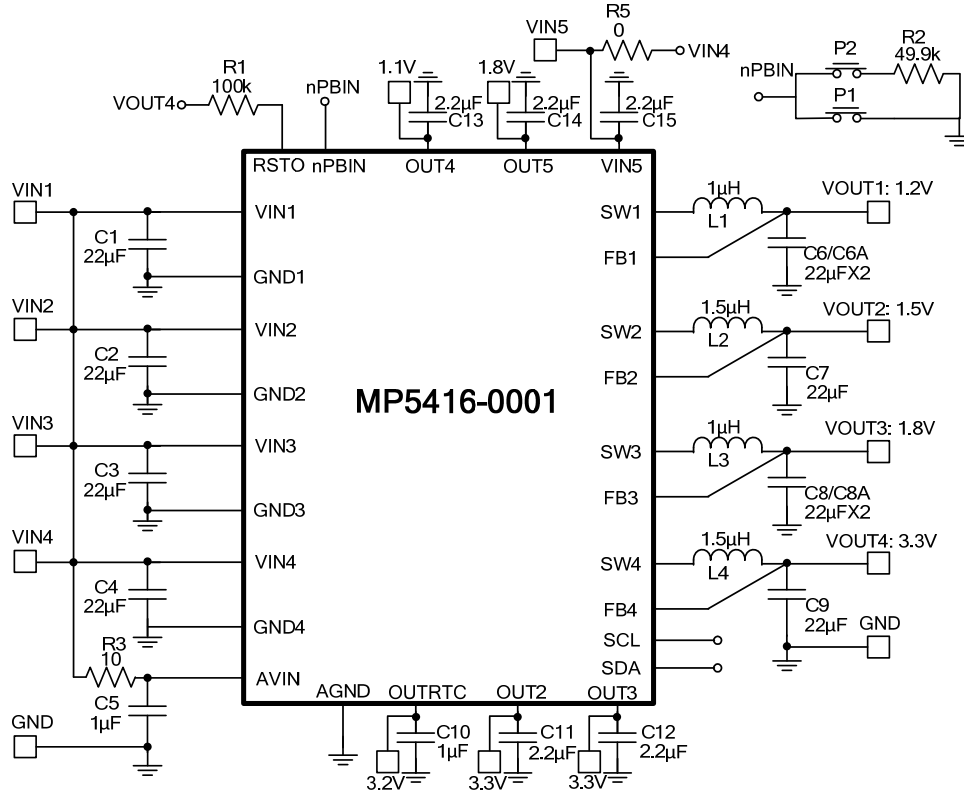 R5
0
VIN5
VIN4
R2
49.9k
P2
nPBIN
P1
R1
100k
VOUT4
nPBIN
1.1V
2.2µF
C13
1.8V
2.2µF
C14
2.2µF
C15
RSTO
nPBIN
OUT4
OUT5
VIN5
VIN1
C1
22µF
VIN1
GND1
VIN2
C2
22µF
VIN2
GND2
VIN3
C3
22µF
VIN3
GND3
VIN4
C4
22µF
VIN4
GND4
R3
10
AVIN
C5
1µF
GND
MP5416-0001
SW1
1µH
L1
VOUT1: 1.2V
FB1
C6/C6A
22µFX2
SW2
1.5µH
L2
VOUT2: 1.5V
FB2
C7
22µF
SW3
1µH
L3
VOUT3: 1.8V
FB3
C8/C8A
22µFX2
SW4
1.5µH
L4
VOUT4: 3.3V
FB4
C9
22µF
GND
SCL
SDA
AGND
OUTRTC
OUT2
OUT3
C10
1µF
3.2V
C11
2.2µF
3.3V
C12
2.2µF
3.3V